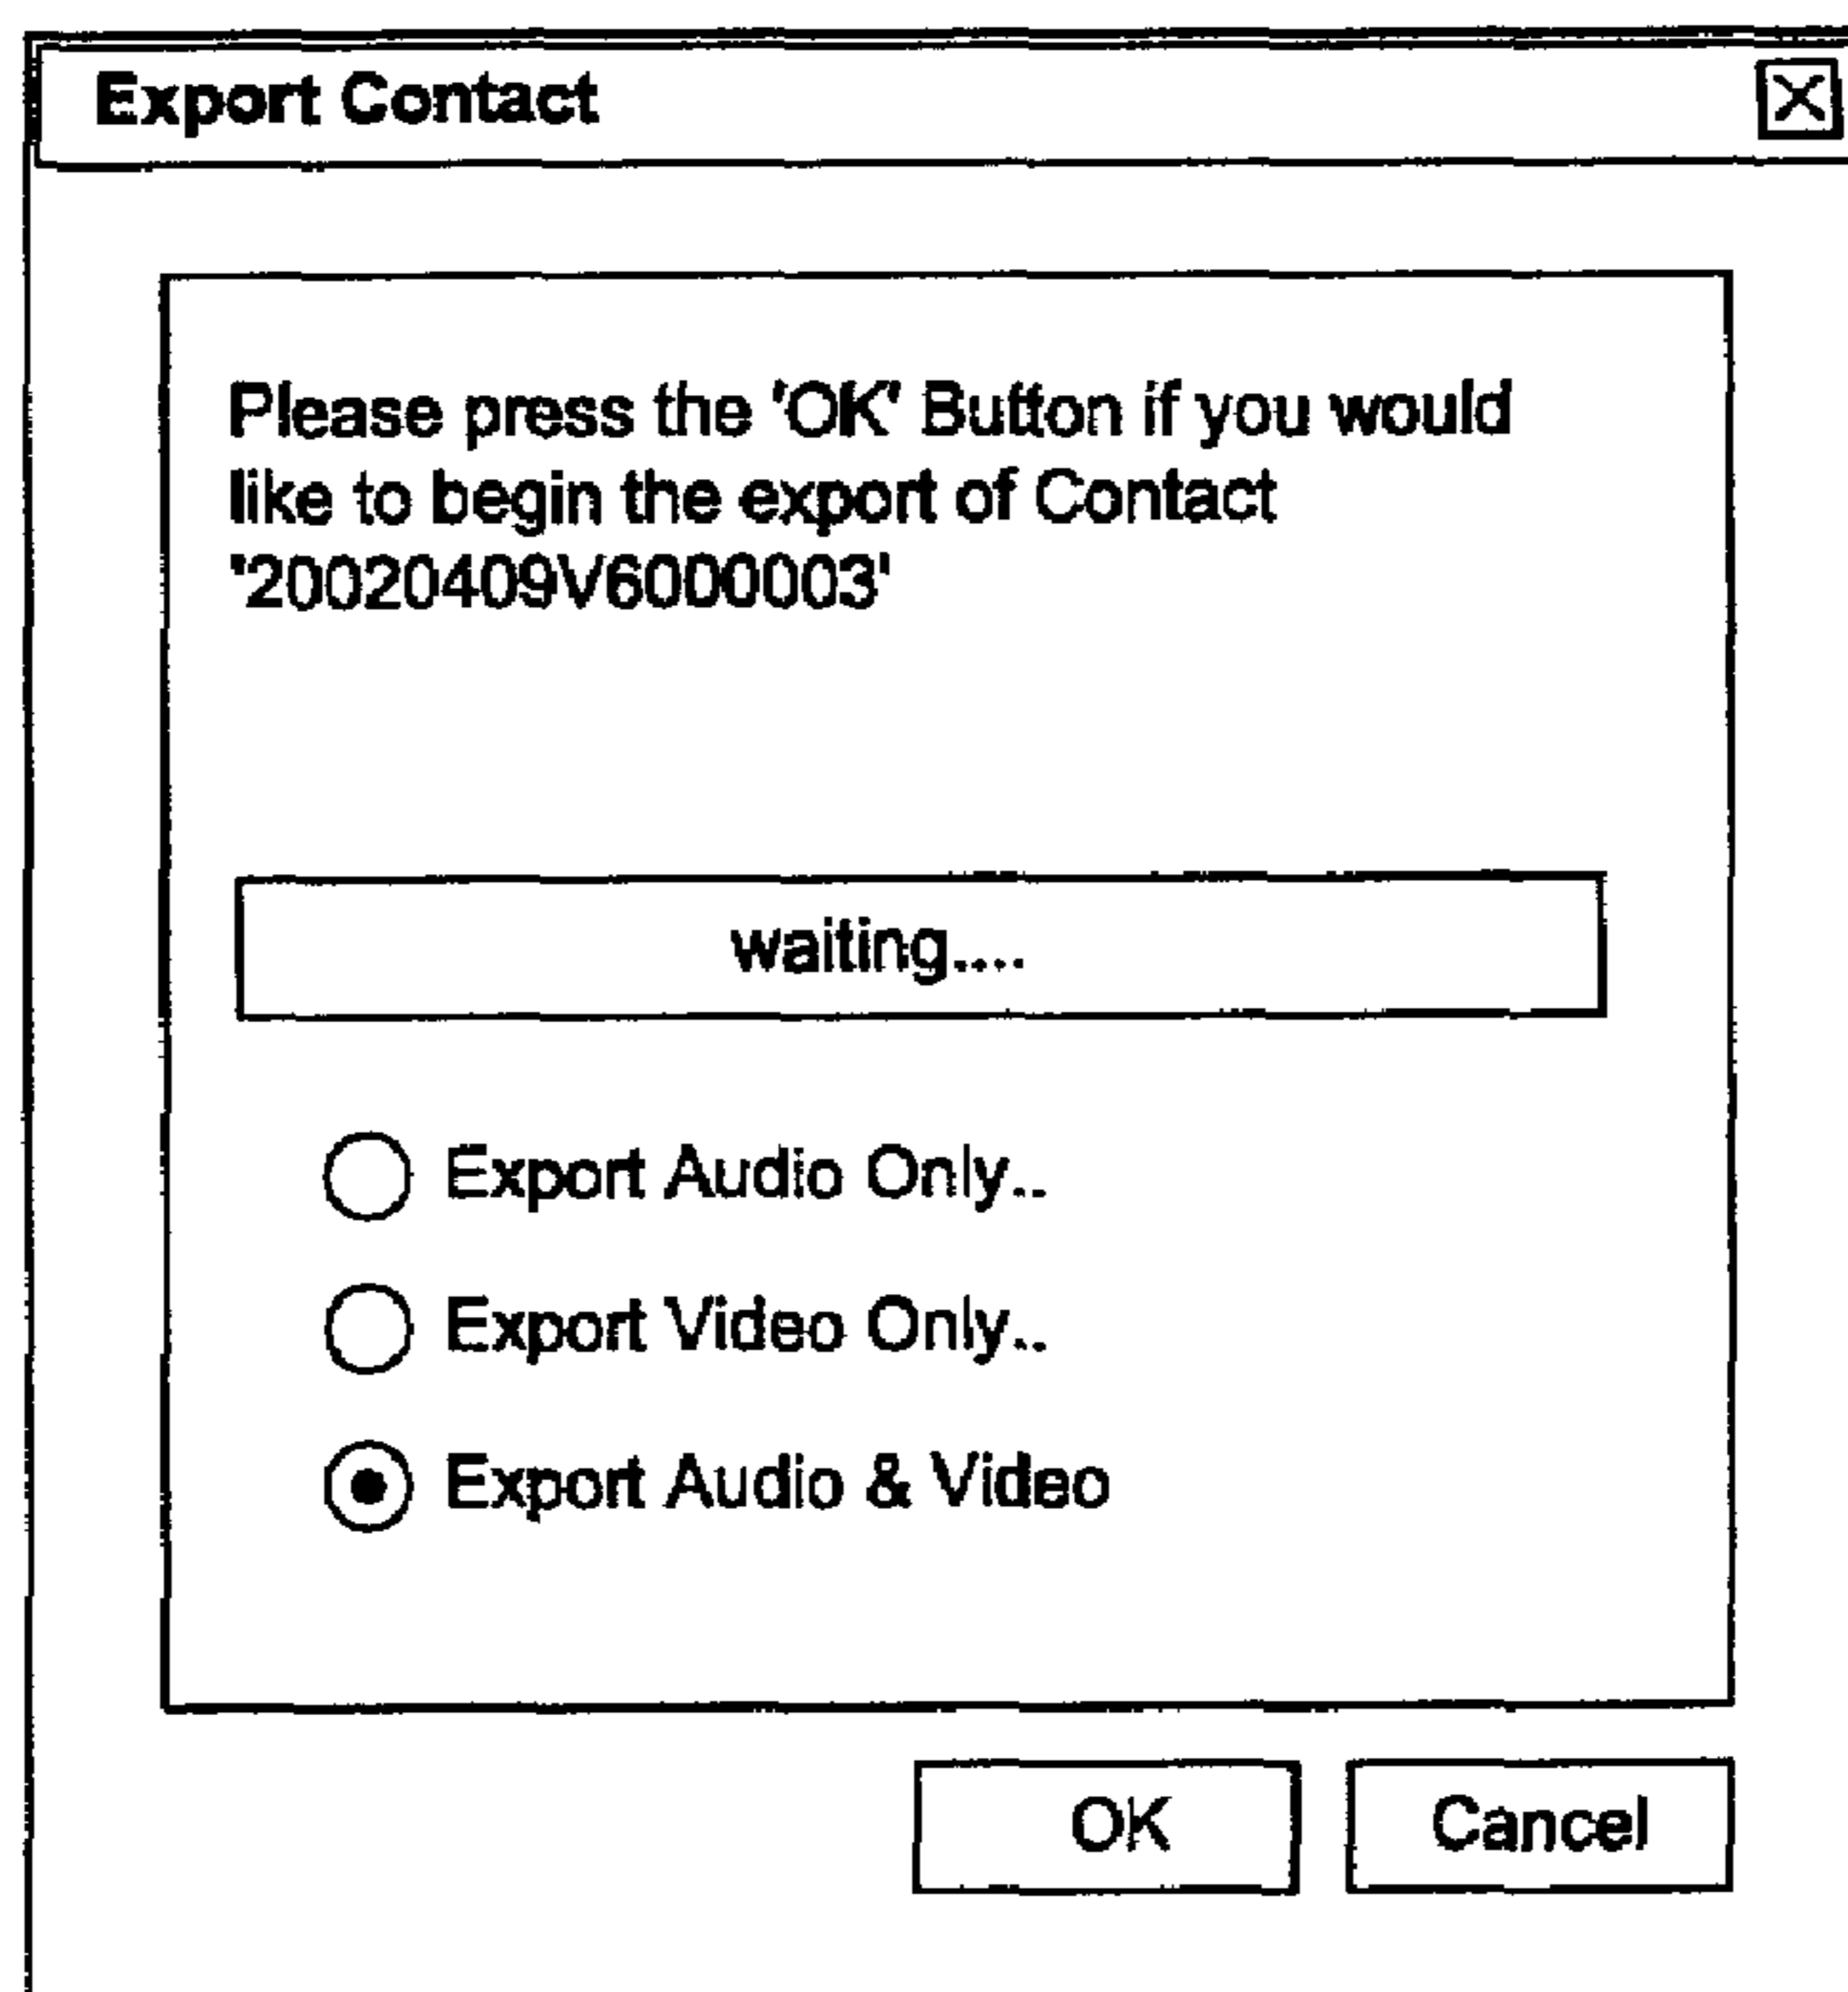 Export Contact
Please press the 'OK' Button if you would
like to begin the export of Contact
'20020409V6000003'
waiting....
Export Audio Only..
Export Video Only..
Export Audio & Video
OK
Cancel